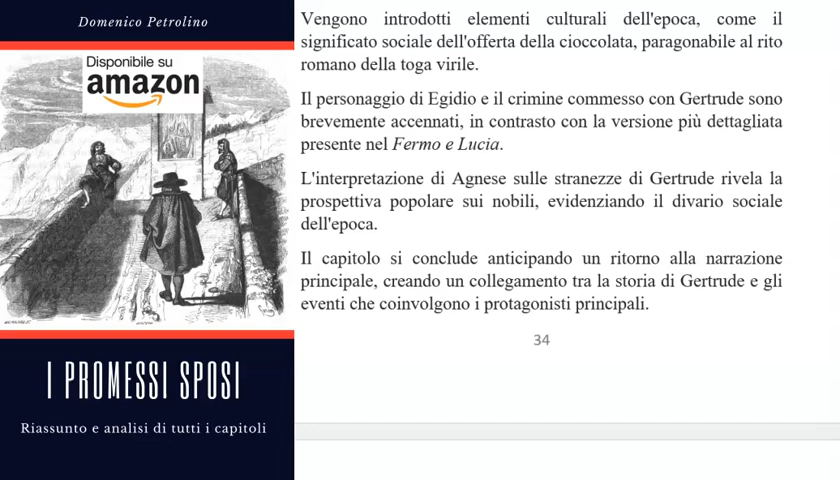 Domenico Petrolino
Disponibile su
amazon
I PROMESSI SPOSI
Riassunto e analisi di tutti i capitoli
Vengono introdotti elementi culturali dell'epoca, come il
significato sociale dell'offerta della cioccolata, paragonabile al rito
romano della toga virile.
Il personaggio di Egidio e il crimine commesso con Gertrude sono
brevemente accennati, in contrasto con la versione più dettagliata
presente nel Fermo e Lucia.
L'interpretazione di Agnese sulle stranezze di Gertrude rivela la
prospettiva popolare sui nobili, evidenziando il divario sociale
dell'epoca.
Il capitolo si conclude anticipando un ritorno alla narrazione
principale, creando un collegamento tra la storia di Gertrude e gli
eventi che coinvolgono i protagonisti principali.
34